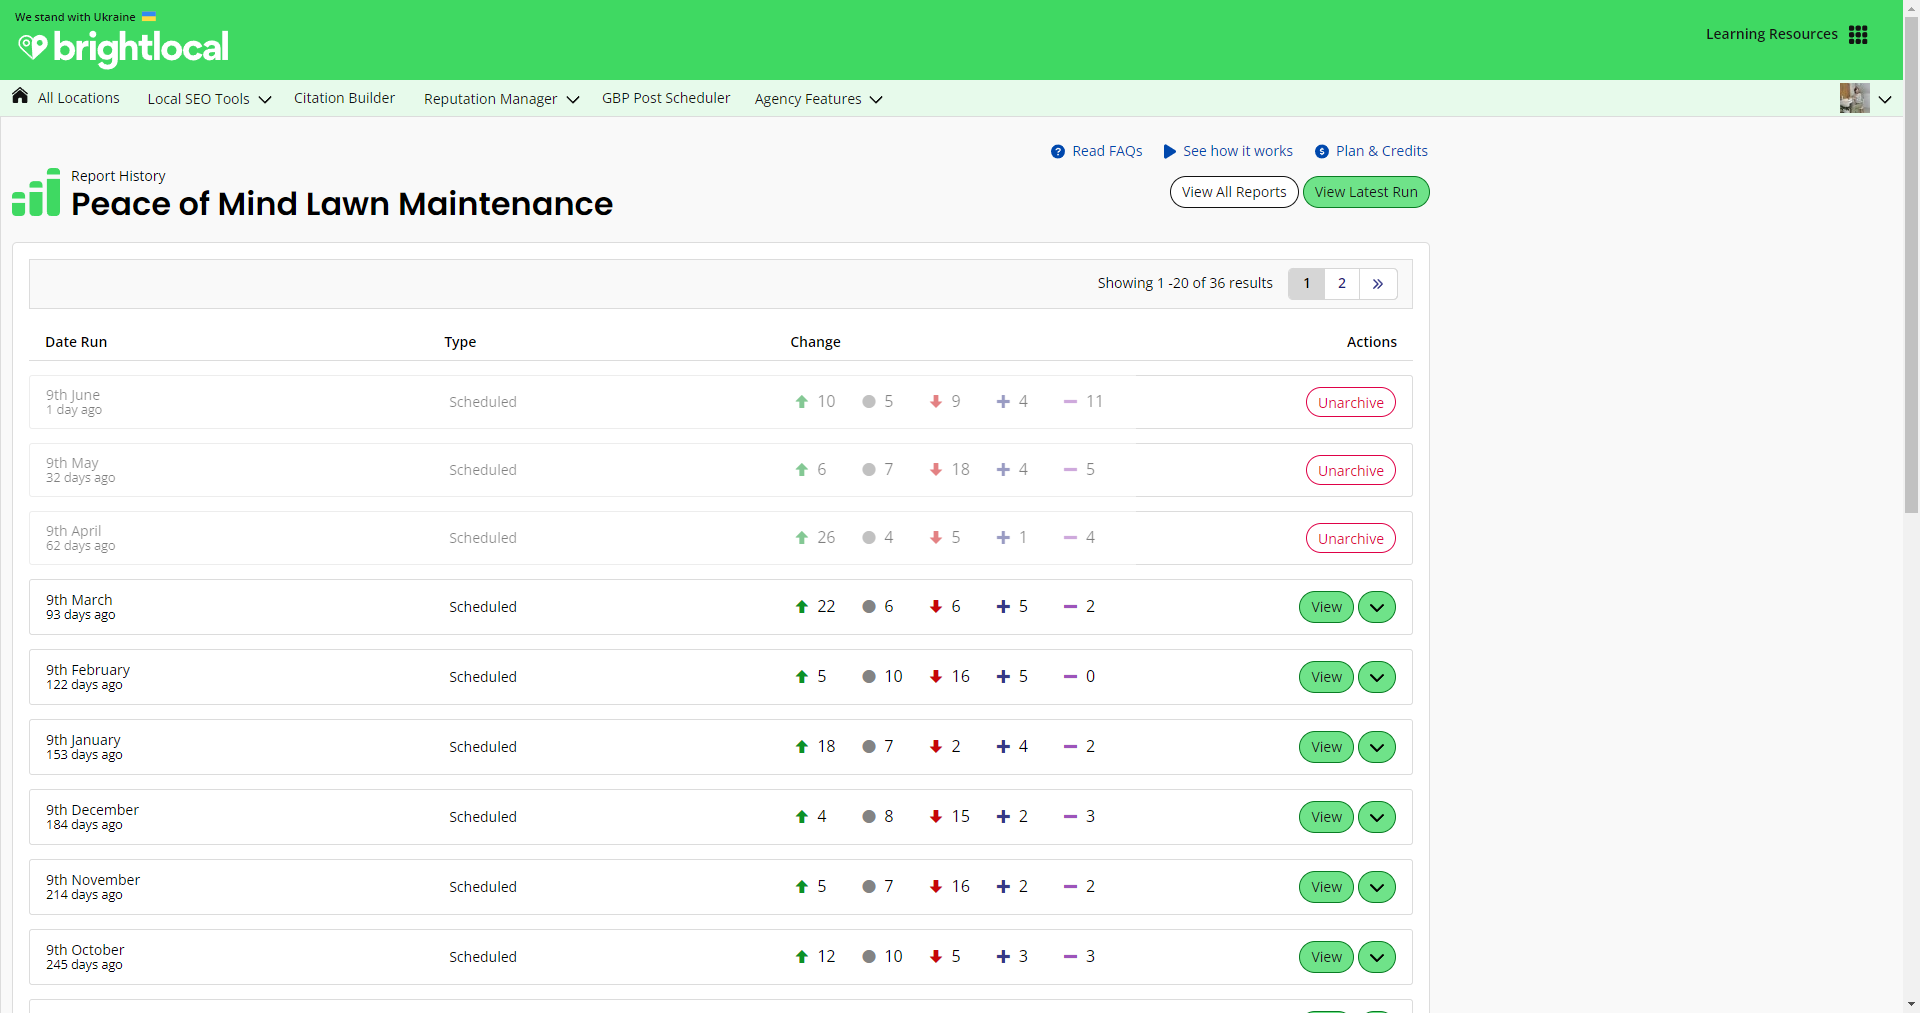 We stand with Ukraine
brightlocal
Learning Resources
All Locations Local SEO Tools Citation Builder Reputation Manager GBP Post Scheduler Agency Features
Read FAQs See how it works Plan & Credits
Report History
Peace of Mind Lawn Maintenance
View All Reports View Latest Run
Showing 1 -20 of 36 results 1 2 »
Date Run Type Change Actions
9th June
1 day ago
Scheduled 10 5 9 4 11 Unarchive
9th May
32 days ago
Scheduled 6 7 18 4 5 Unarchive
9th April
62 days ago
Scheduled 26 4 5 1 4 Unarchive
9th March
93 days ago
Scheduled 22 6 6 5 2 View
9th February
122 days ago
Scheduled 5 10 16 5 0 View
9th January
153 days ago
Scheduled 18 7 2 4 2 View
9th December
184 days ago
Scheduled 4 8 15 2 3 View
9th November
214 days ago
Scheduled 5 7 16 2 2 View
9th October
245 days ago
Scheduled 12 10 5 3 3 View